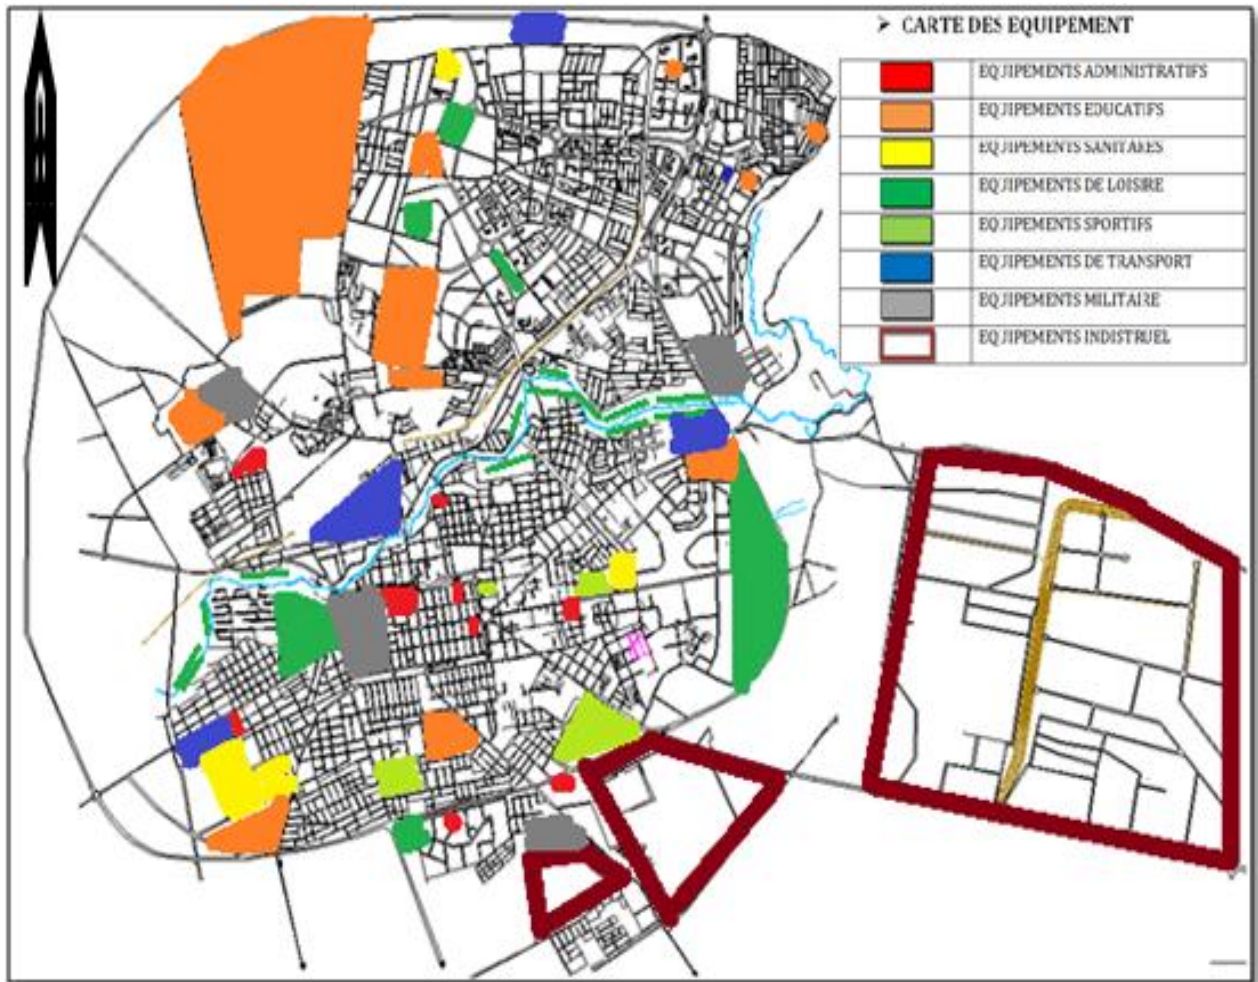 ➢ CARTE DES EQUIPEMENT
EQUIPEMENTS ADMINISTRATIFS
EQUIPEMENTS EDUCATIFS
EQUIPEMENTS SANITARES
EQUIPEMENTS DE LOISIRE
EQUIPEMENTS SPORTIFS
EQUIPEMENTS DE TRANSPORT
EQUIPEMENTS MILITAIRE
EQUIPEMENTS INDISTRUEL